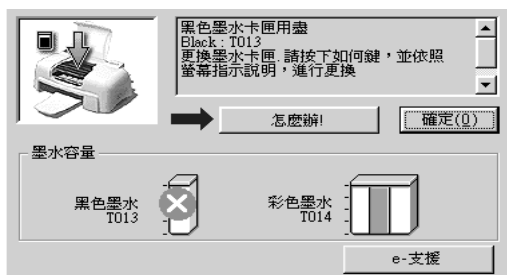 黑色墨水卡匣用盡
Black : T013
更換墨水卡匣.請按下如何鍵，並依照
螢幕指示說明，進行更換
怎麼辦!
確定(O)
墨水容量
黑色墨水
T013
彩色墨水
T014
e-支援